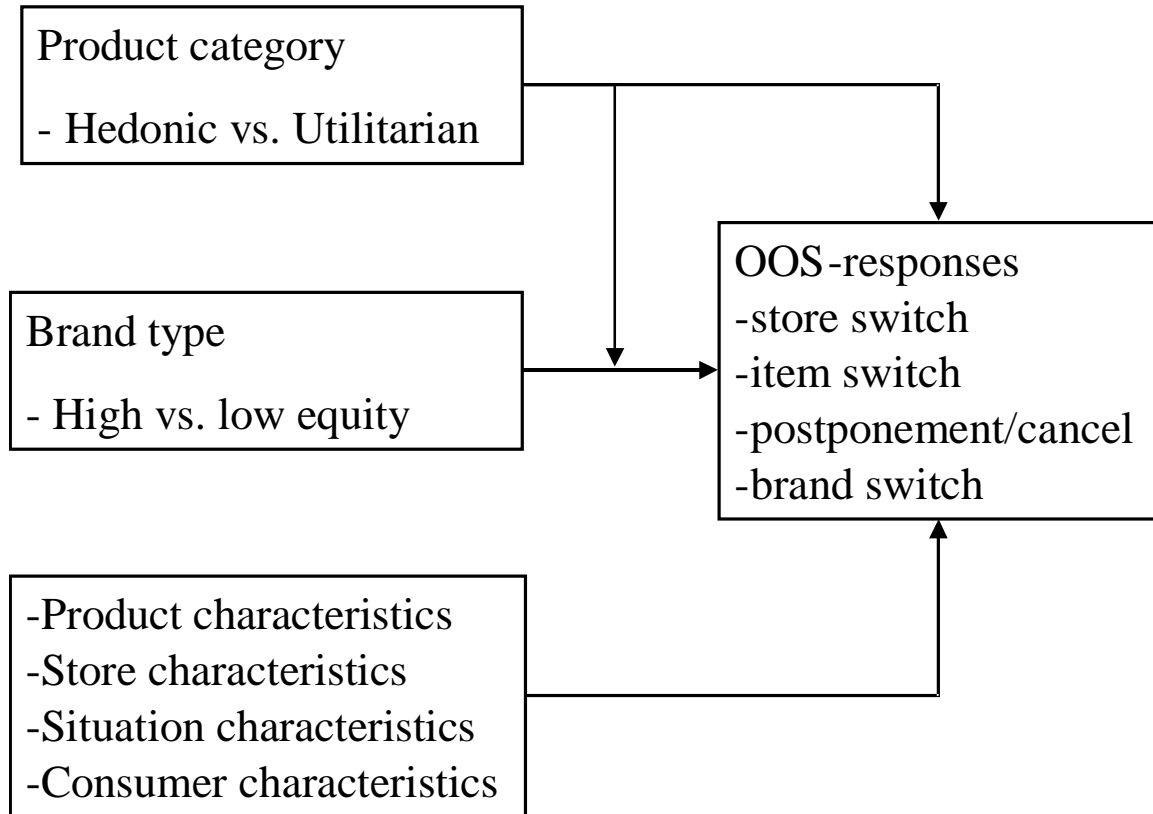 Product category
- Hedonic vs. Utilitarian
Brand type
- High vs. low equity
OOS-responses
-store switch
-item switch
-postponement/cancel
-brand switch
-Product characteristics
-Store characteristics
-Situation characteristics
-Consumer characteristics